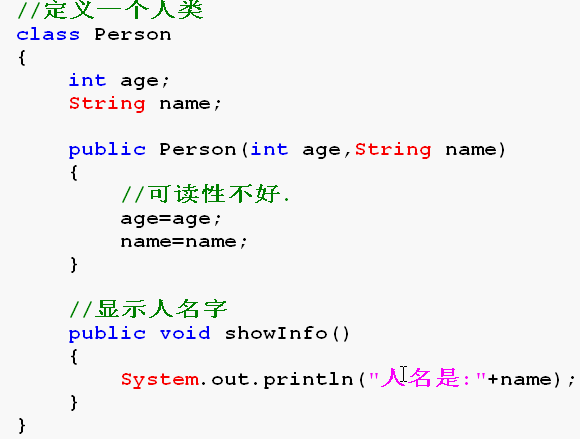 //定义一个人类
class Person
{
int age;
String name;
public Person(int age,String name)
{
//可读性不好.
age=age;
name=name;
}
//显示人名字
public void showInfo()
{
System.out.println("人名是:"+name);
}
}